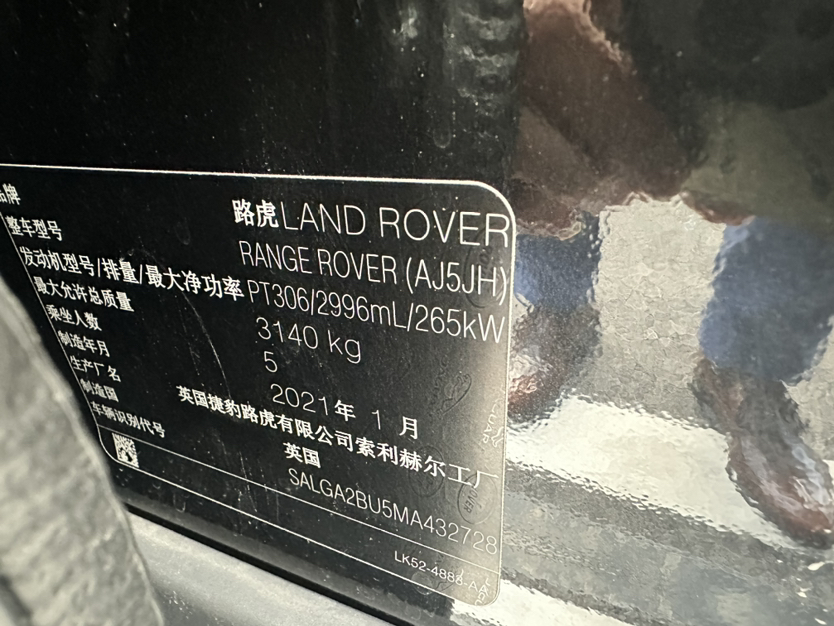 品牌 路虎LAND ROVER
整车型号 RANGE ROVER (AJ5JH)
发动机型号/排量/最大净功率 PT306/2996mL/265kW
最大允许总质量 3140 kg
乘坐人数 5
制造年月 2021年 1 月
生产厂名 英国捷豹路虎有限公司索利赫尔工厂
制造国 英国
车辆识别代号 SALGA2BU5MA432728